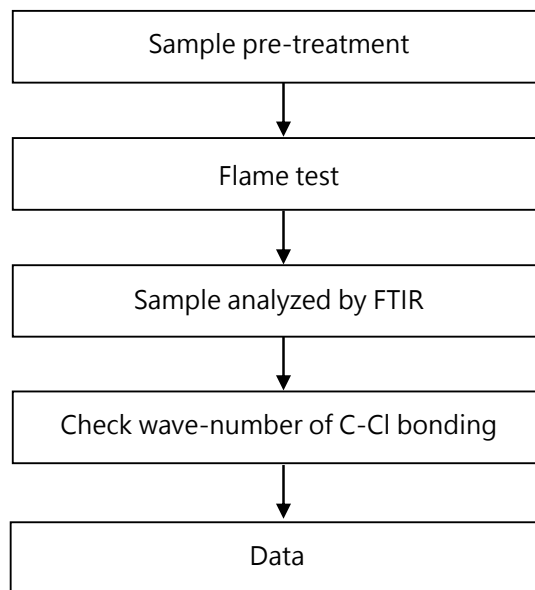 Sample pre-treatment
Flame test
Sample analyzed by FTIR
Check wave-number of C-Cl bonding
Data